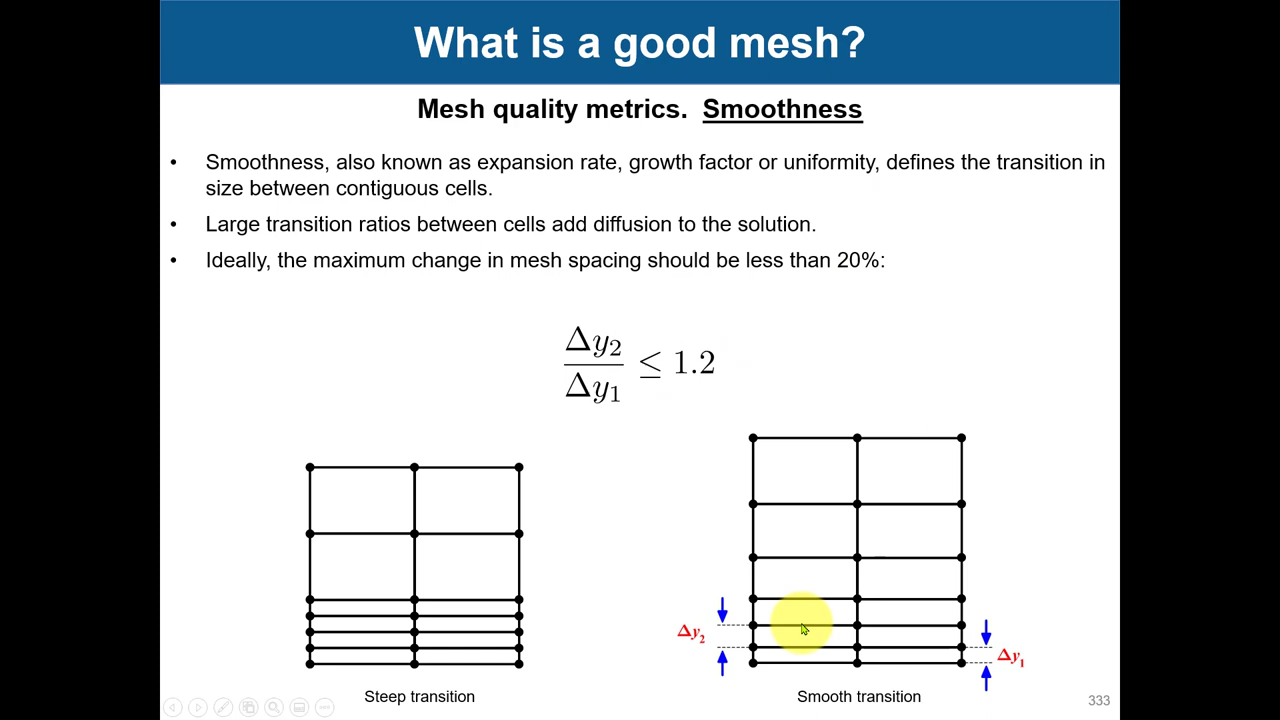 What is a good mesh?
Mesh quality metrics. Smoothness
• Smoothness, also known as expansion rate, growth factor or uniformity, defines the transition in
size between contiguous cells.
• Large transition ratios between cells add diffusion to the solution.
• Ideally, the maximum change in mesh spacing should be less than 20%:
Δy₂/Δy₁ ≤ 1.2
Δy₂
Δy₁
Steep transition
Smooth transition
333